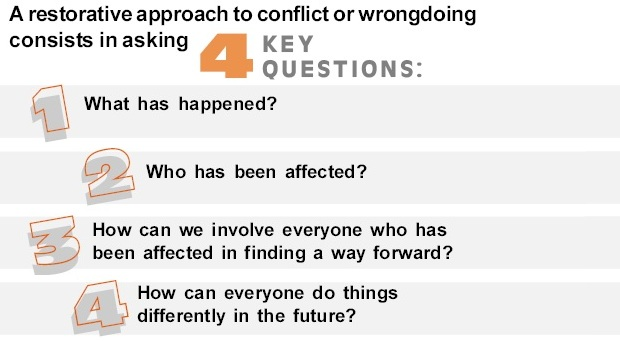 A restorative approach to conflict or wrongdoing
consists in asking 4 KEY
QUESTIONS:
1 What has happened?
2 Who has been affected?
3 How can we involve everyone who has
been affected in finding a way forward?
4 How can everyone do things
differently in the future?